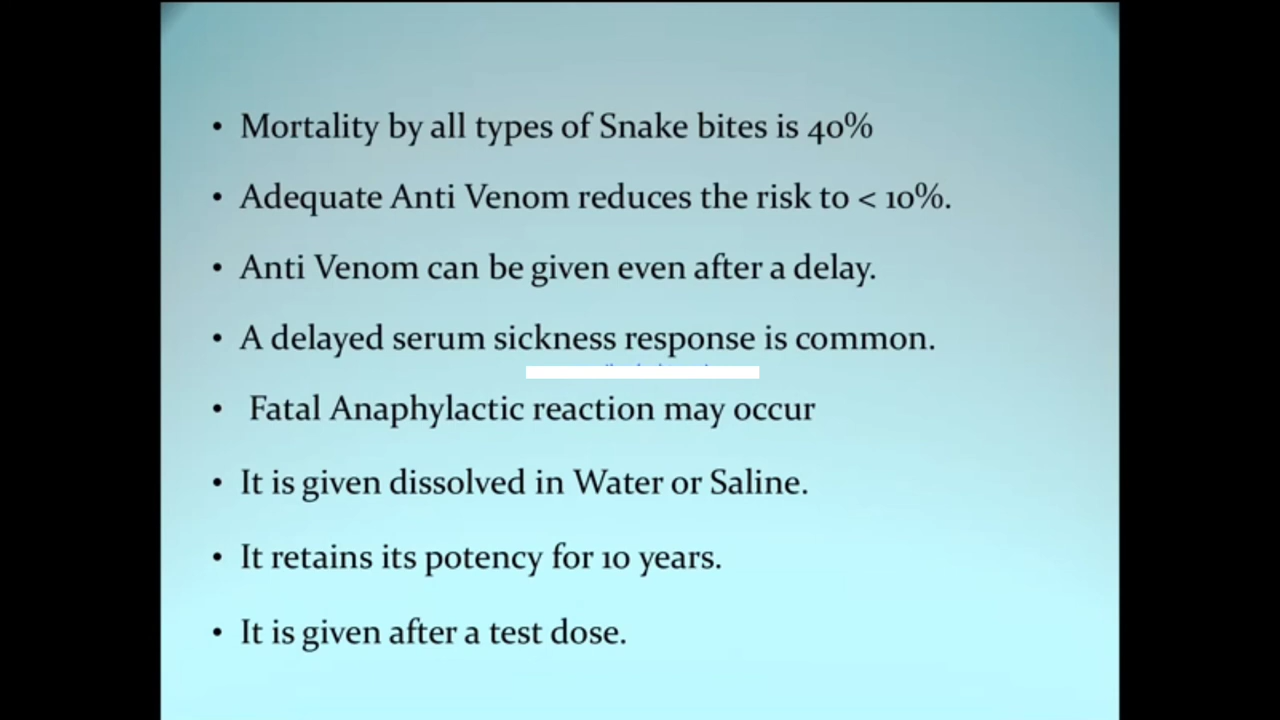 • Mortality by all types of Snake bites is 40%
• Adequate Anti Venom reduces the risk to < 10%.
• Anti Venom can be given even after a delay.
• A delayed serum sickness response is common.
• Fatal Anaphylactic reaction may occur
• It is given dissolved in Water or Saline.
• It retains its potency for 10 years.
• It is given after a test dose.